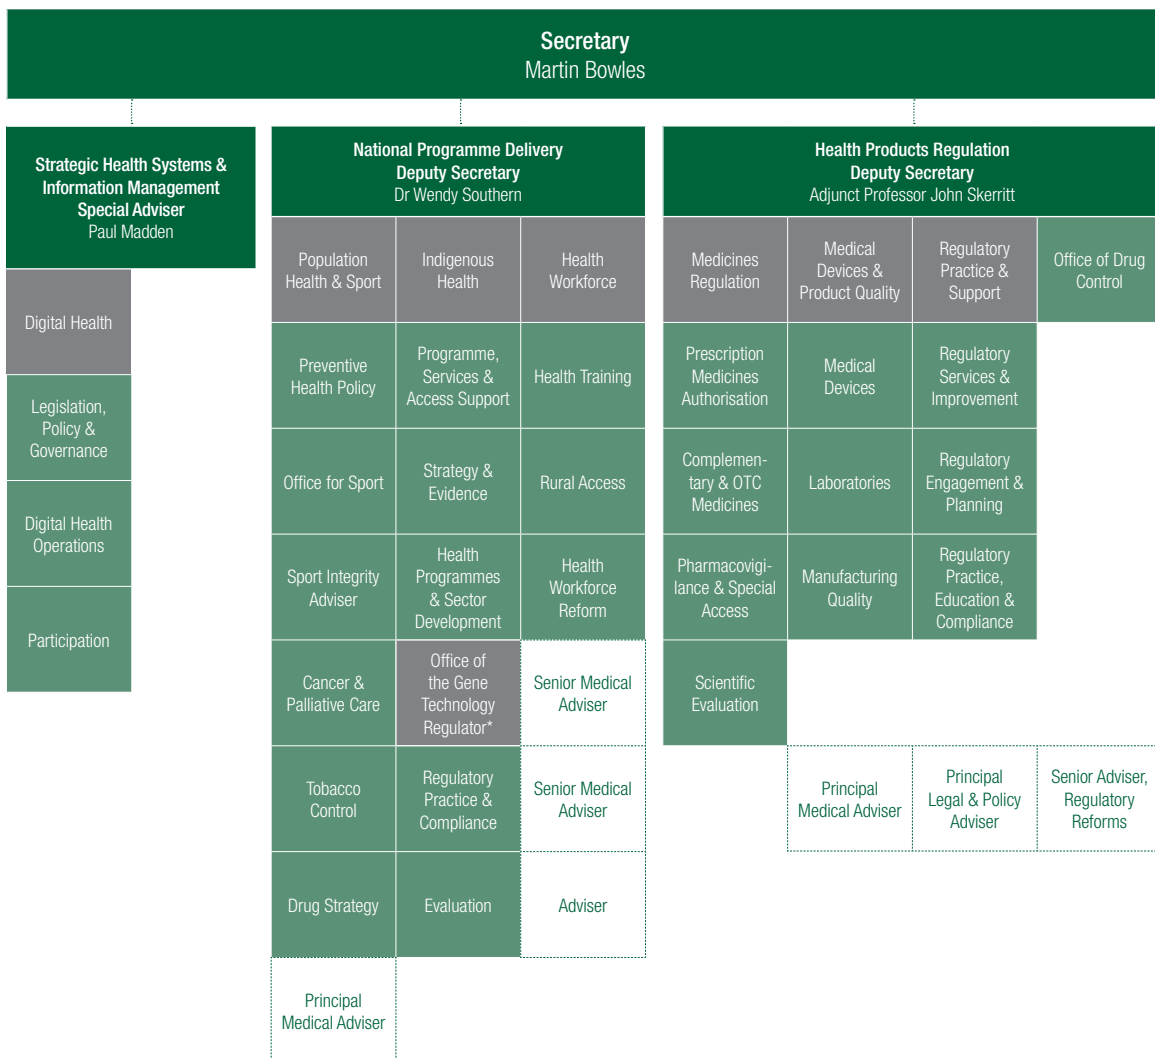 Secretary
Martin Bowles
Strategic Health Systems &
Information Management
Special Adviser
Paul Madden
Digital Health
Legislation,
Policy &
Governance
Digital Health
Operations
Participation
National Programme Delivery
Deputy Secretary
Dr Wendy Southern
Population
Health & Sport
Preventive
Health Policy
Office for Sport
Sport Integrity
Adviser
Cancer &
Palliative Care
Tobacco
Control
Drug Strategy
Principal
Medical Adviser
Indigenous
Health
Programme,
Services &
Access Support
Strategy &
Evidence
Health
Programmes
& Sector
Development
Office of
the Gene
Technology
Regulator*
Regulatory
Practice &
Compliance
Evaluation
Health
Workforce
Health Training
Rural Access
Health
Workforce
Reform
Senior Medical
Adviser
Senior Medical
Adviser
Adviser
Health Products Regulation
Deputy Secretary
Adjunct Professor John Skerritt
Medicines
Regulation
Prescription
Medicines
Authorisation
Complemen-
tary & OTC
Medicines
Pharmacovigi-
lance & Special
Access
Scientific
Evaluation
Medical
Devices &
Product Quality
Medical
Devices
Laboratories
Manufacturing
Quality
Principal
Medical Adviser
Regulatory
Practice &
Support
Regulatory
Services &
Improvement
Regulatory
Engagement &
Planning
Regulatory
Practice,
Education &
Compliance
Principal
Legal & Policy
Adviser
Office of Drug
Control
Senior Adviser,
Regulatory
Reforms